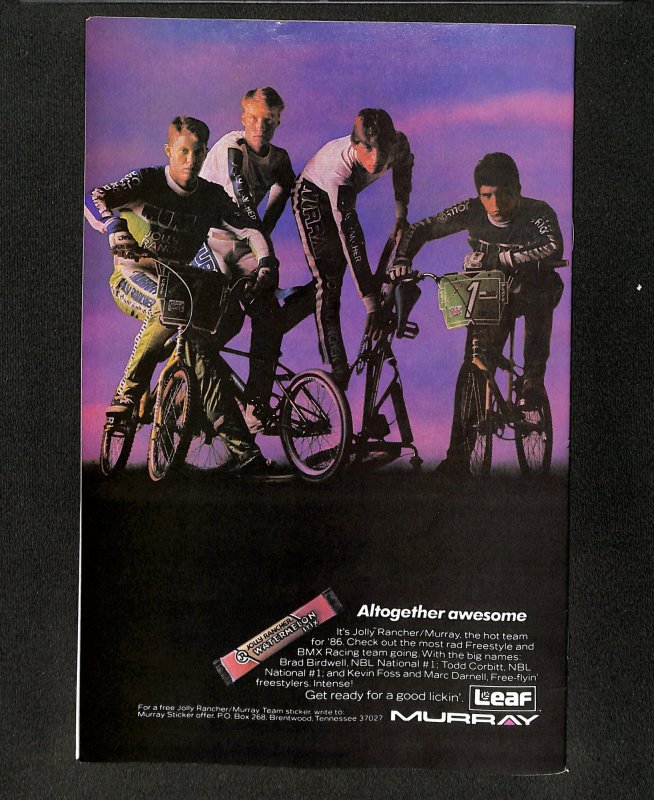 MURRAY
1
JOLLY RANCHER
WATERMELON
STIX
Altogether awesome
It's Jolly Rancher/Murray, the hot team
for '86. Check out the most rad Freestyle and
BMX Racing team going. With the big names:
Brad Birdwell, NBL National #1; Todd Corbitt, NBL
National #1; and Kevin Foss and Marc Darnell, Free-flyin'
freestylers. Intense!
Get ready for a good lickin'.
Leaf
For a free Jolly Rancher/Murray Team sticker, write to:
Murray Sticker offer, P.O. Box 268, Brentwood, Tennessee 37027
MURRAY